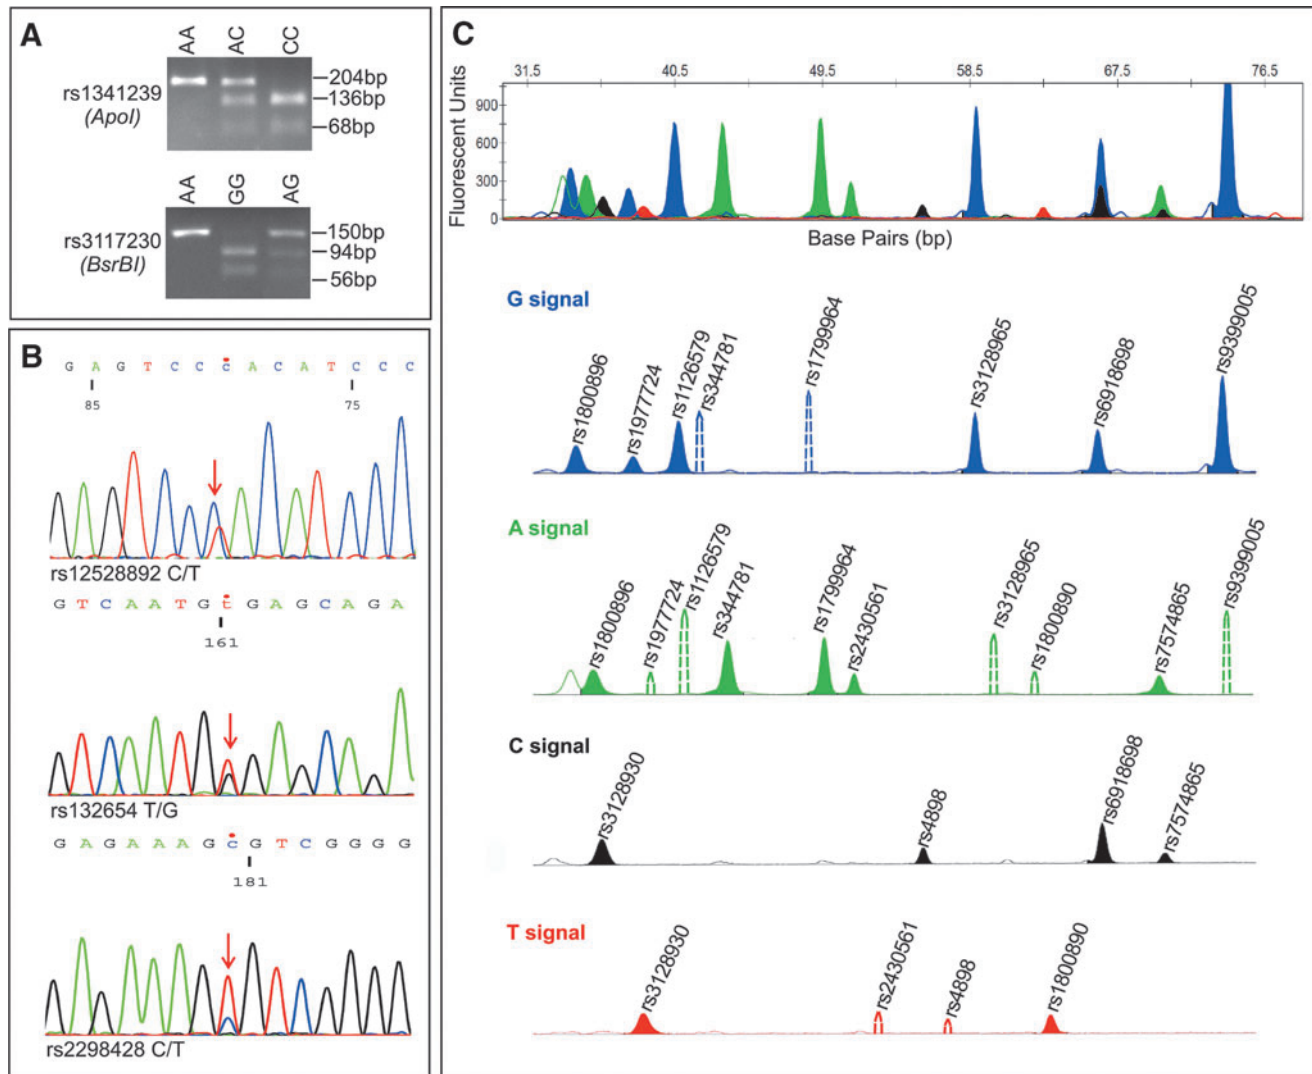 A
AA AC CC
rs1341239
(ApoI)
204bp
136bp
68bp
AA GG AG
rs3117230
(BsrBI)
150bp
94bp
56bp
B
G A G T C C c A C A T C C C
85 75
rs12528892 C/T
G T C A A T G t G A G C A G A
161
rs132654 T/G
G A G A A A G c G T C G G G G
181
rs2298428 C/T
C
31.5 40.5 49.5 58.5 67.5 76.5
Fluorescent Units
900
600
300
0
Base Pairs (bp)
G signal
rs1800896 rs1977724 rs1126579 rs344781 rs1799964 rs3128965 rs6918698 rs9399005
A signal
rs1800896 rs1977724 rs1126579 rs344781 rs1799964 rs2430561 rs3128965 rs1800890 rs7574865 rs9399005
C signal
rs3128930 rs4898 rs6918698 rs7574865
T signal
rs3128930 rs2430561 rs4898 rs1800890